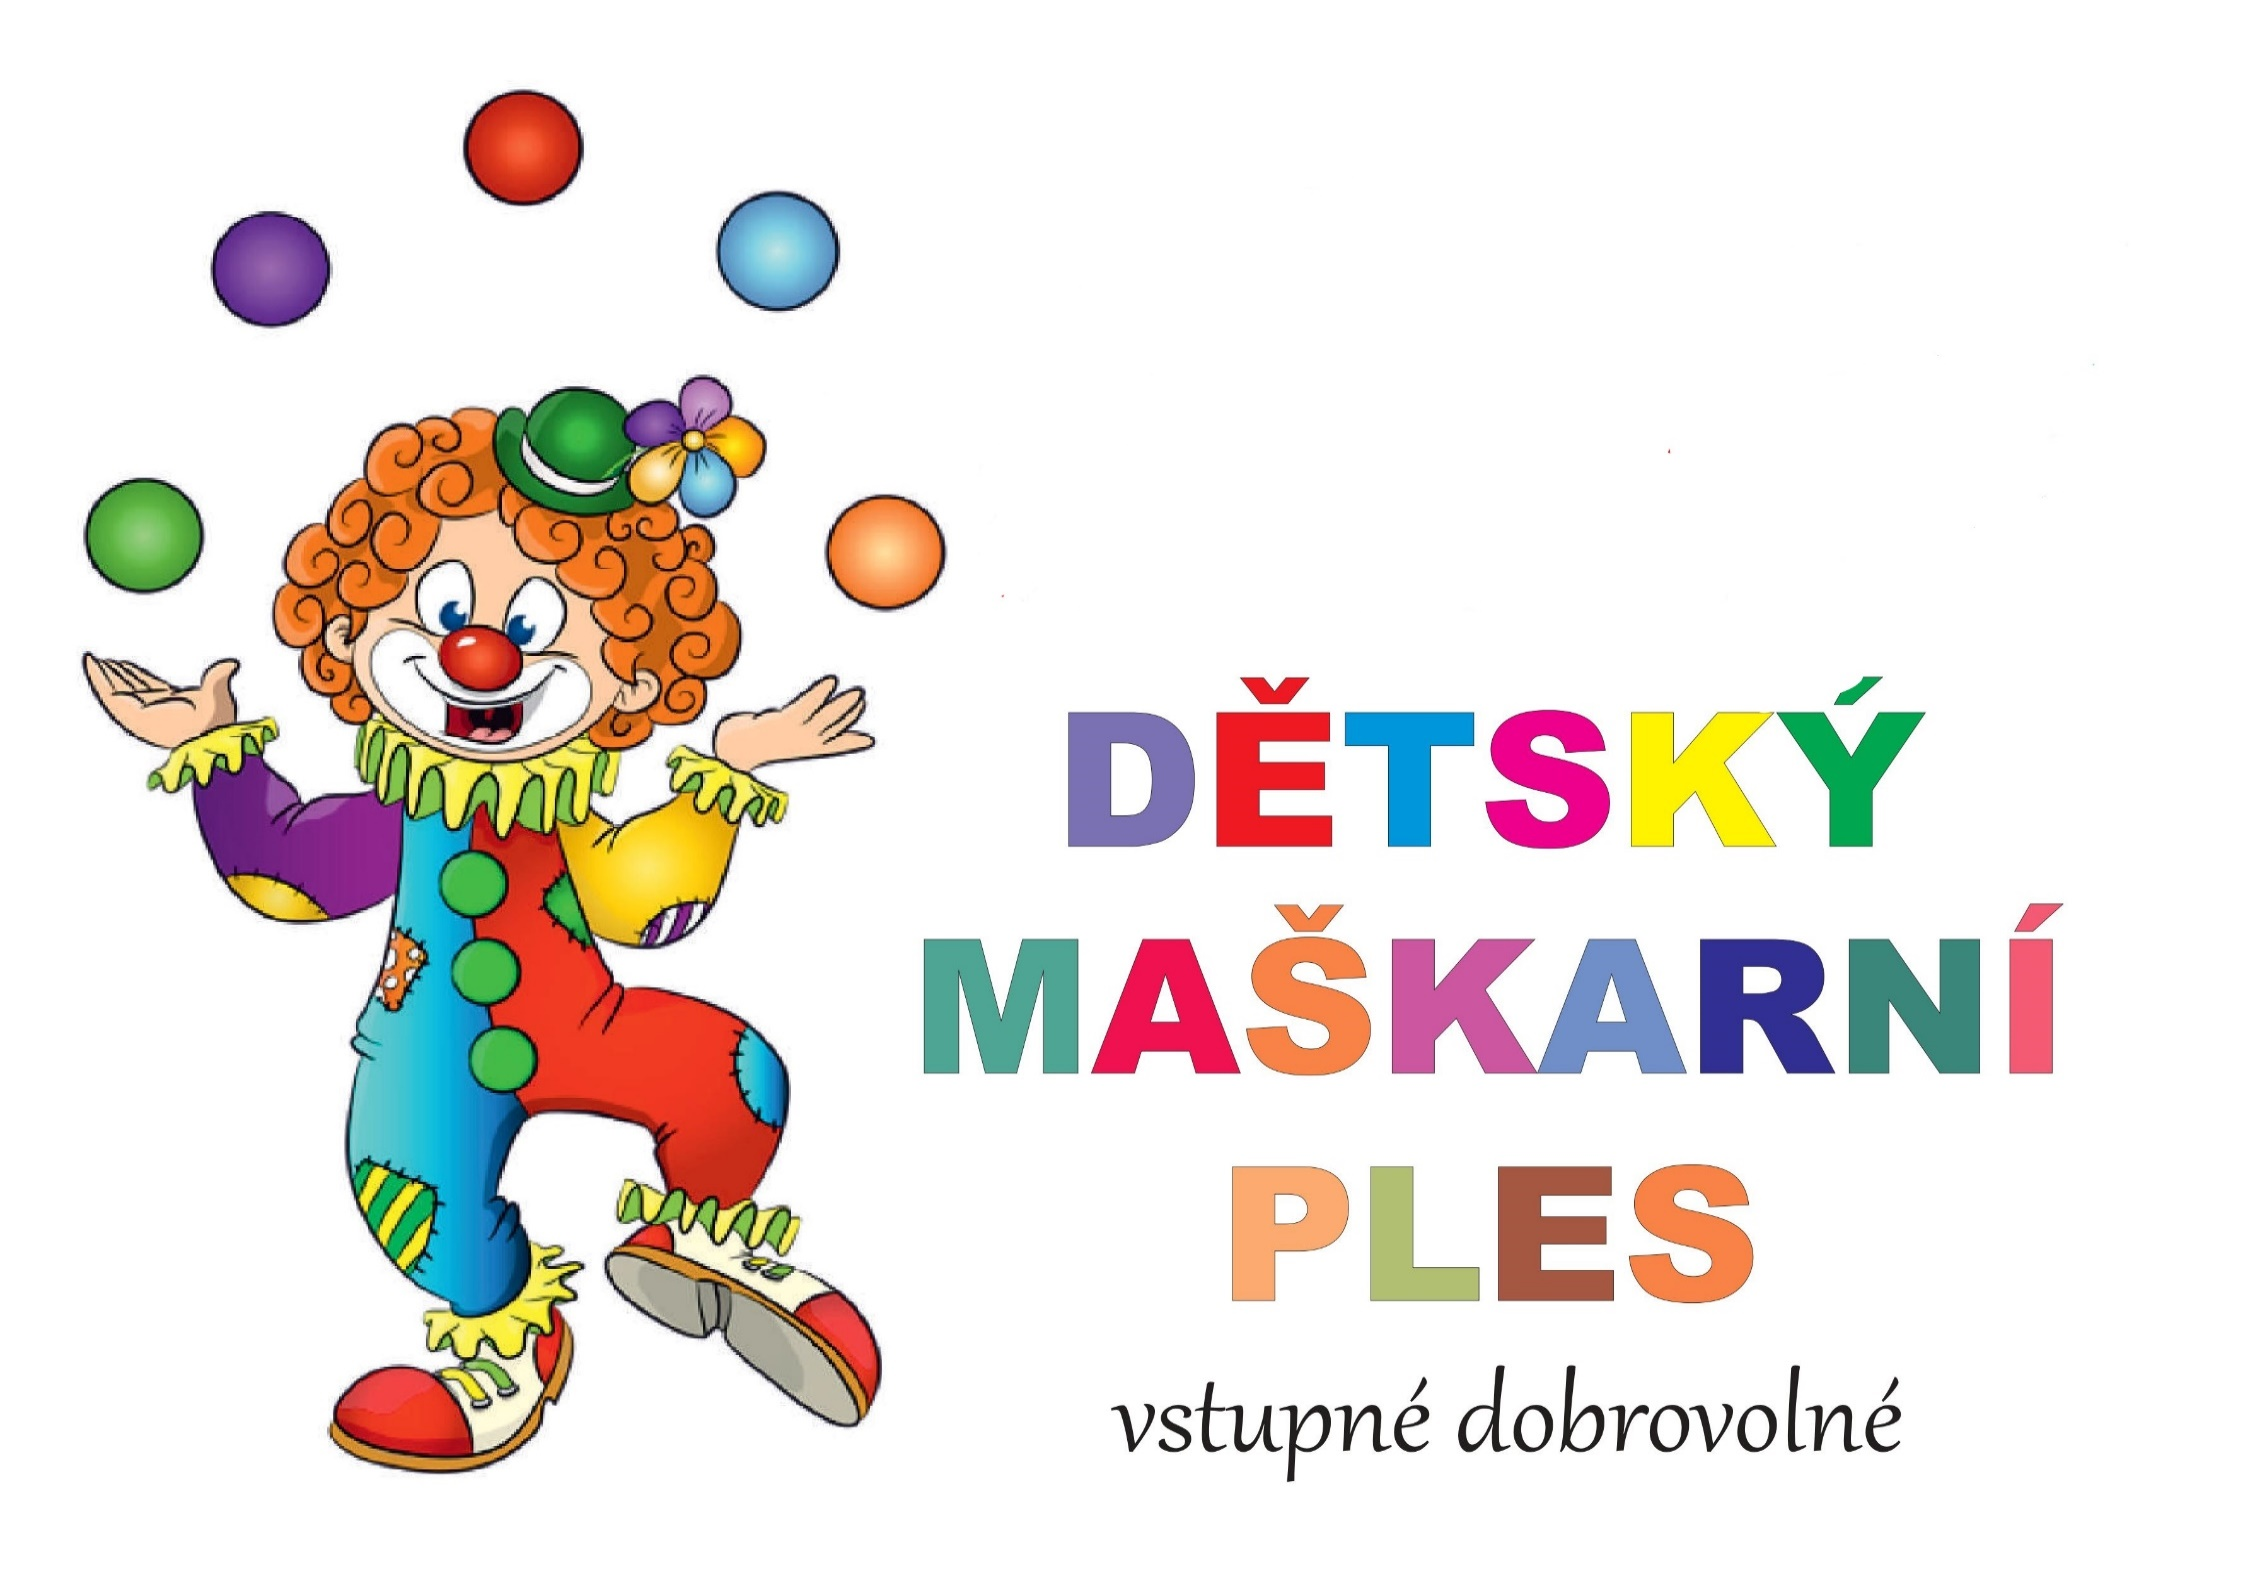 DĚTSKÝ
MAŠKARNÍ
PLES
vstupné dobrovolné